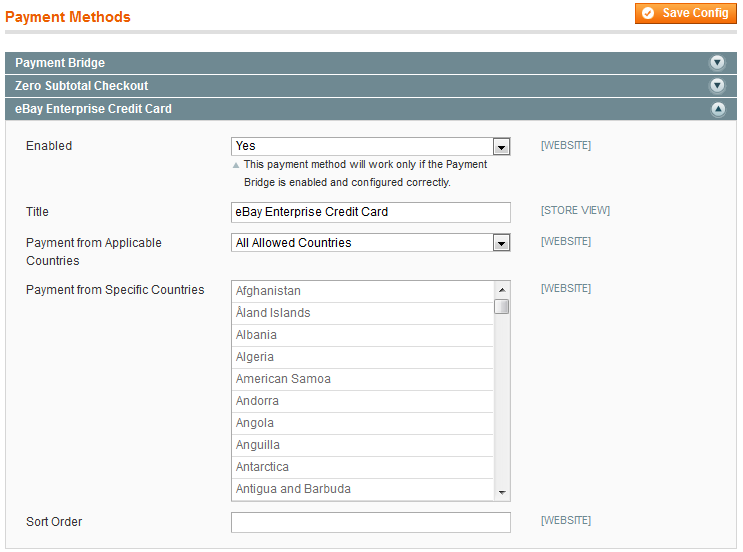 Payment Methods
Save Config
Payment Bridge
Zero Subtotal Checkout
eBay Enterprise Credit Card
Enabled
Yes
[WEBSITE]
This payment method will work only if the Payment
Bridge is enabled and configured correctly.
Title
eBay Enterprise Credit Card
[STORE VIEW]
Payment from Applicable
Countries
All Allowed Countries
[WEBSITE]
Payment from Specific Countries
Afghanistan
Åland Islands
Albania
Algeria
American Samoa
Andorra
Angola
Anguilla
Antarctica
Antigua and Barbuda
[WEBSITE]
Sort Order
[WEBSITE]